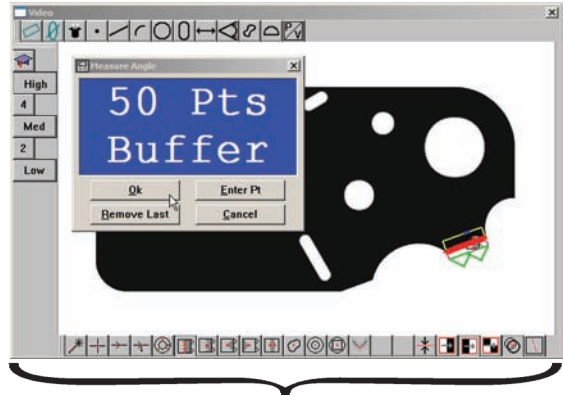 Video
P/V
High
4
Med
2
Low
Measure Angle
50 Pts
Buffer
Ok
Enter Pt
Remove Last
Cancel